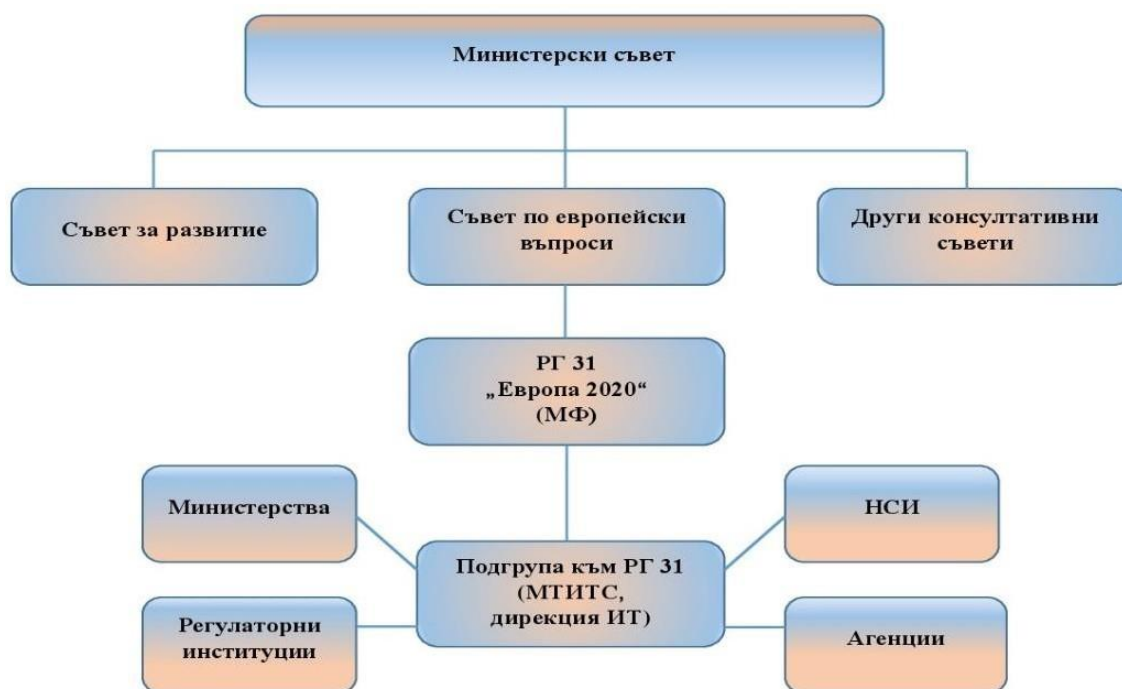 Министерски съвет
Съвет за развитие
Съвет по европейски
въпроси
Други консултативни
съвети
РГ 31
„Европа 2020“
(МФ)
Министерства
НСИ
Подгрупа към РГ 31
(МТИТС,
дирекция ИТ)
Регулаторни
институции
Агенции